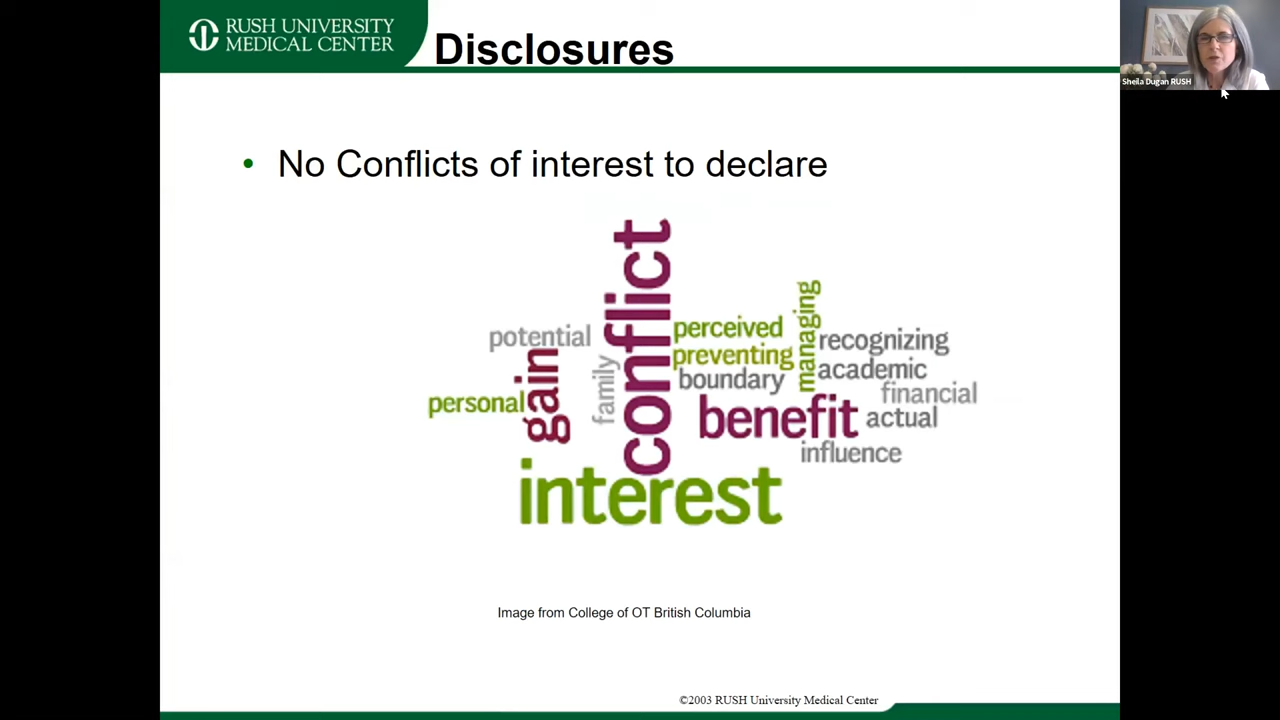 RUSH UNIVERSITY
MEDICAL CENTER
Disclosures
Sheila Dugan RUSH
• No Conflicts of interest to declare
conflict
potential
gain
family
personal
perceived
preventing
boundary
managing
recognizing
academic
financial
benefit
actual
influence
interest
Image from College of OT British Columbia
©2003 RUSH University Medical Center